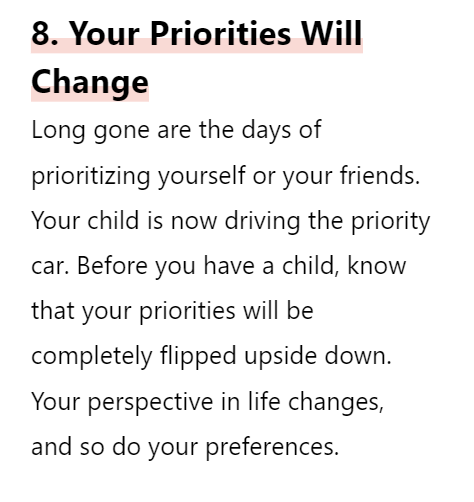 8. Your Priorities Will
Change
Long gone are the days of
prioritizing yourself or your friends.
Your child is now driving the priority
car. Before you have a child, know
that your priorities will be
completely flipped upside down.
Your perspective in life changes,
and so do your preferences.